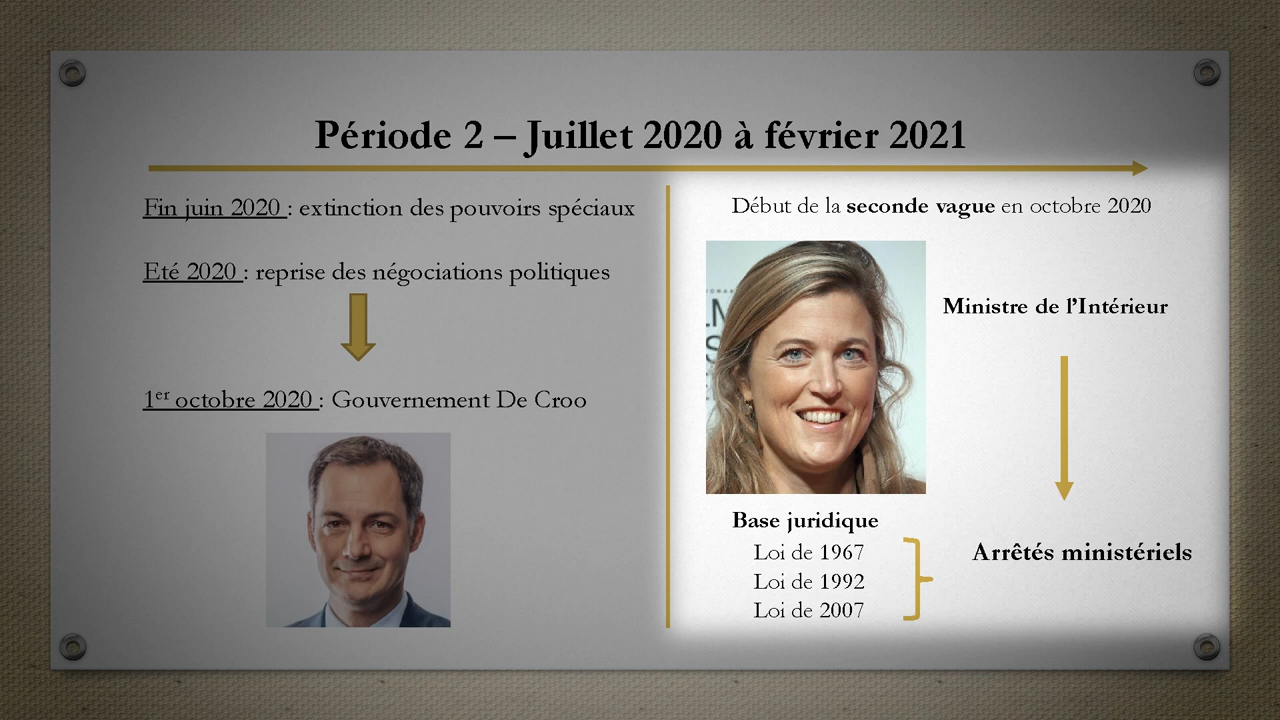 Période 2 – Juillet 2020 à février 2021
Fin juin 2020 : extinction des pouvoirs spéciaux
Eté 2020 : reprise des négociations politiques
1er octobre 2020 : Gouvernement De Croo
Début de la seconde vague en octobre 2020
Ministre de l'Intérieur
Base juridique
Loi de 1967
Loi de 1992
Loi de 2007
Arrêtés ministériels